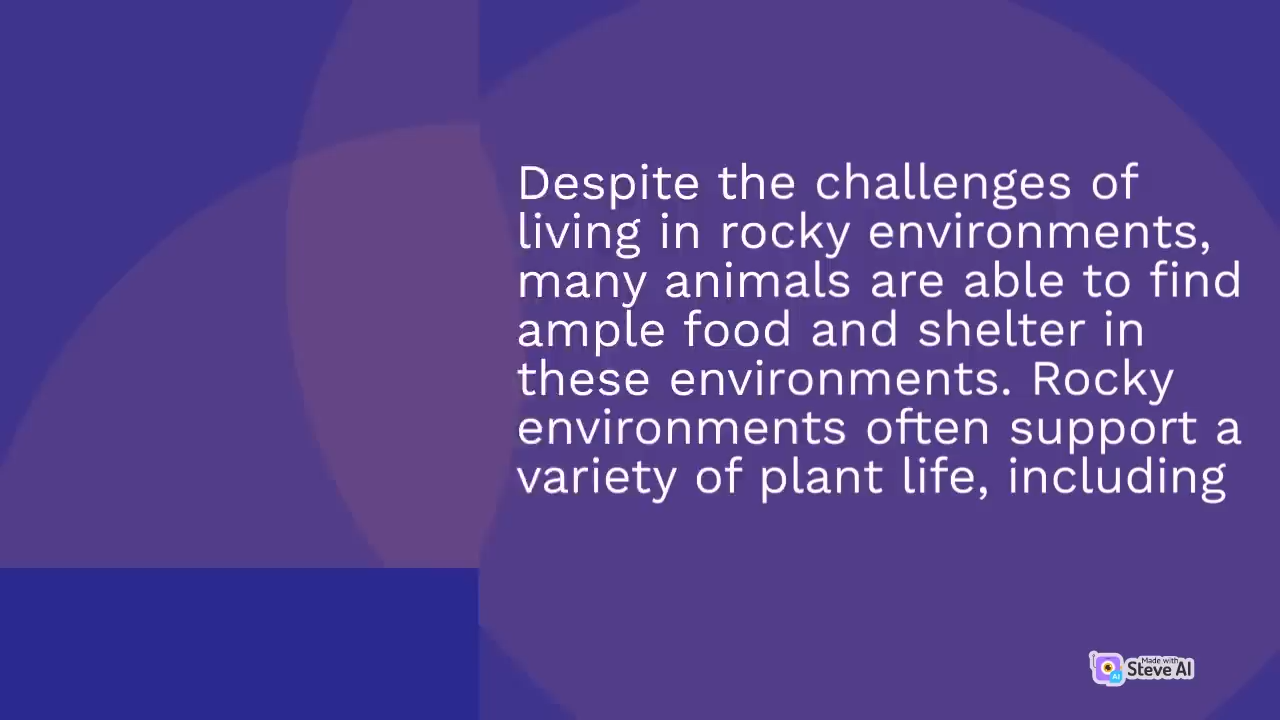 Despite the challenges of
living in rocky environments,
many animals are able to find
ample food and shelter in
these environments. Rocky
environments often support a
variety of plant life, including
Made with
Steve AI
AI